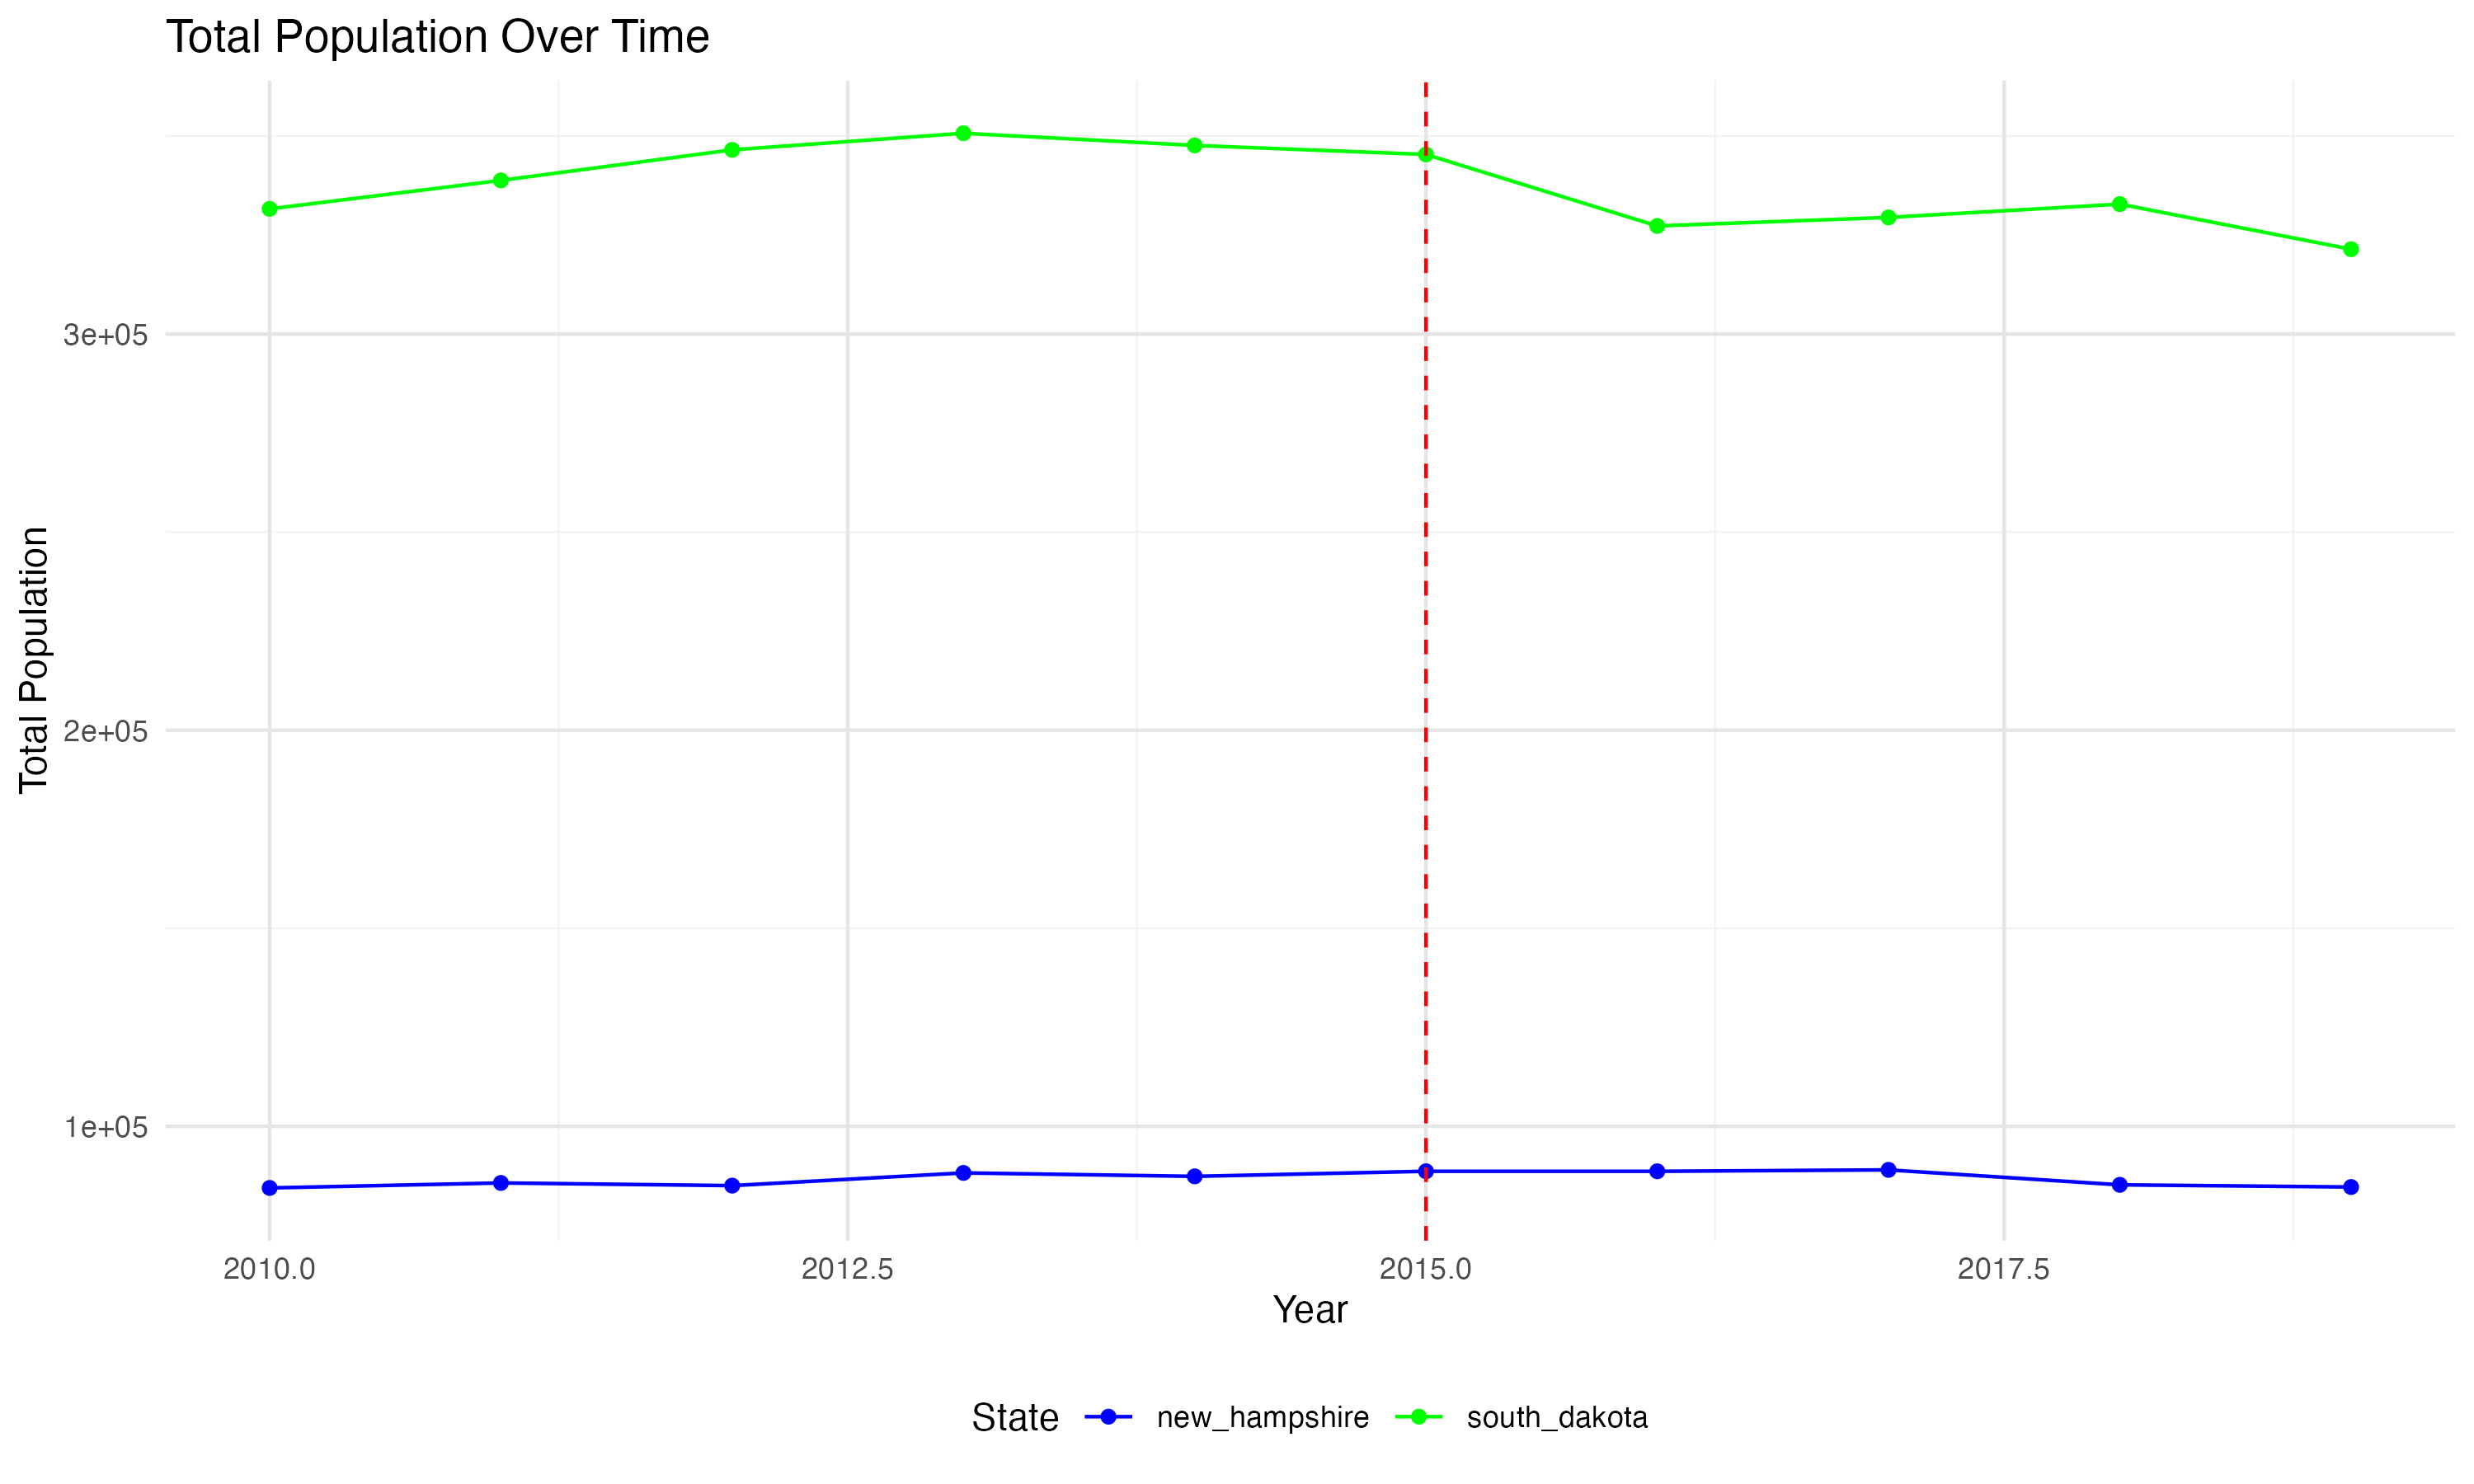 Total Population Over Time
Total Population
3e+05
2e+05
1e+05
2010.0 2012.5 2015.0 2017.5
Year
State new_hampshire south_dakota